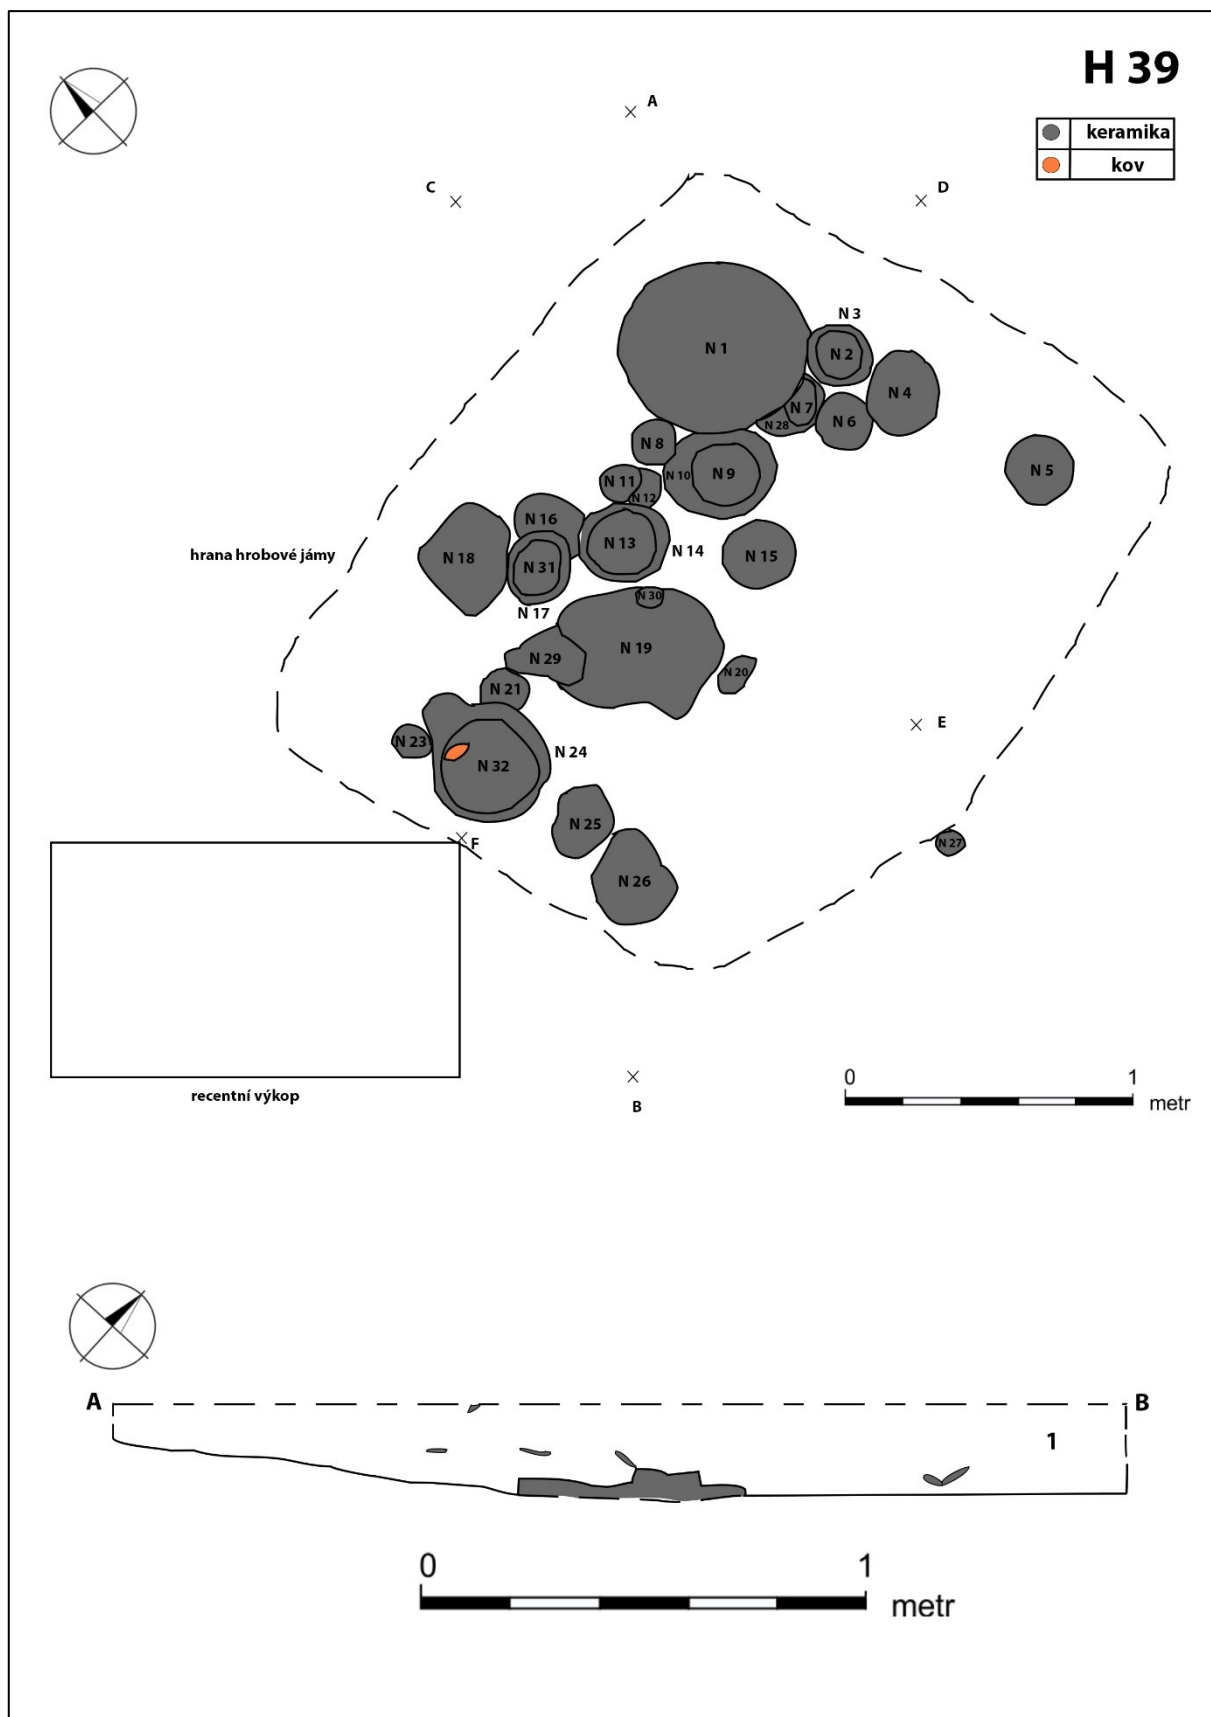 H 39
keramika
kov
A
C
D
N 3
N 1
N 2
N 4
N 7
N 28
N 6
N 8
N 10
N 9
N 5
N 11
N 12
N 16
N 13
N 14
N 15
hrana hrobové jámy
N 18
N 31
N 17
N 30
N 29
N 19
N 20
N 21
N 23
N 24
N 32
E
N 25
F
N 27
N 26
recentní výkop
B
0 1
metr
A
B
1
0 1
metr